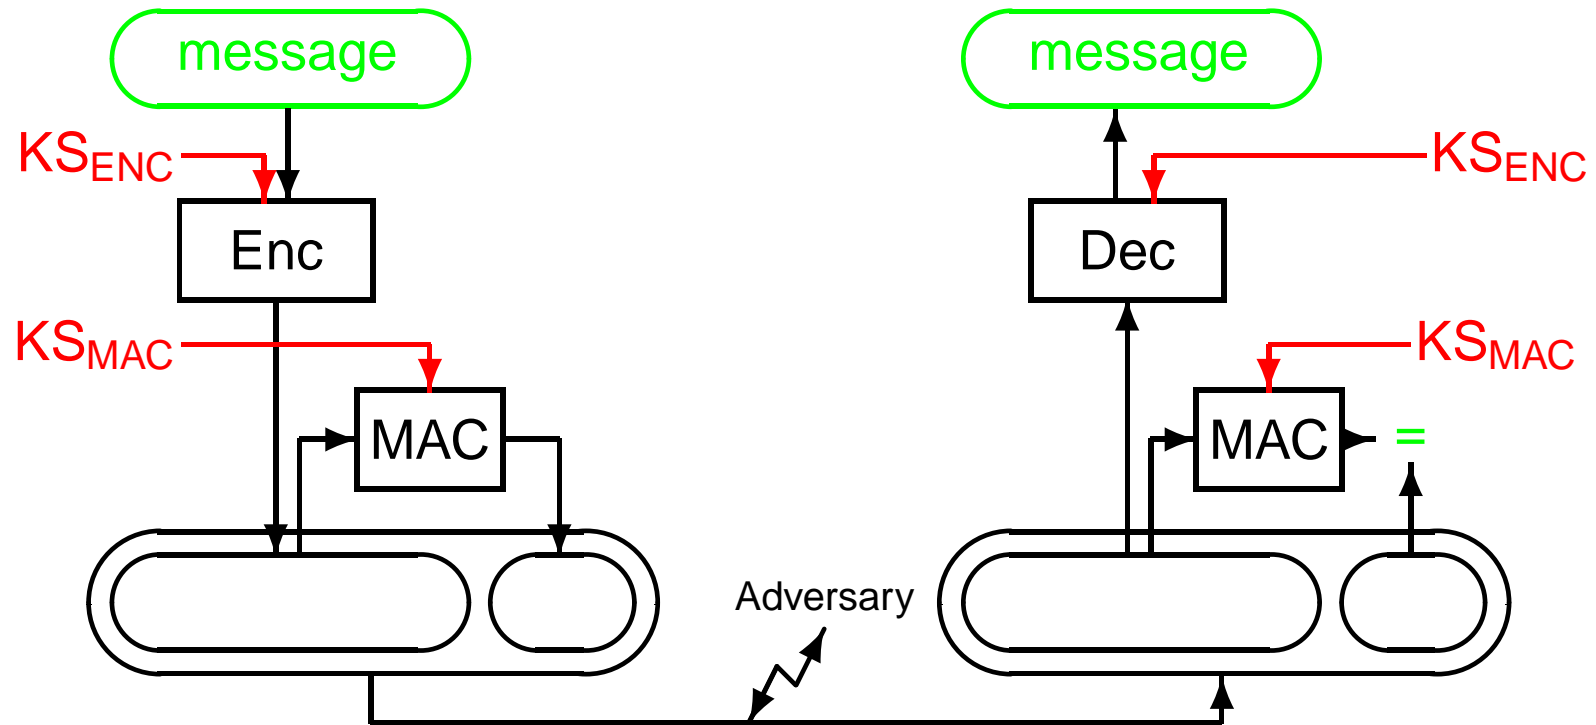 message
message
KSENC
KSENC
Enc
Dec
KSMAC
KSMAC
MAC
MAC
=
Adversary